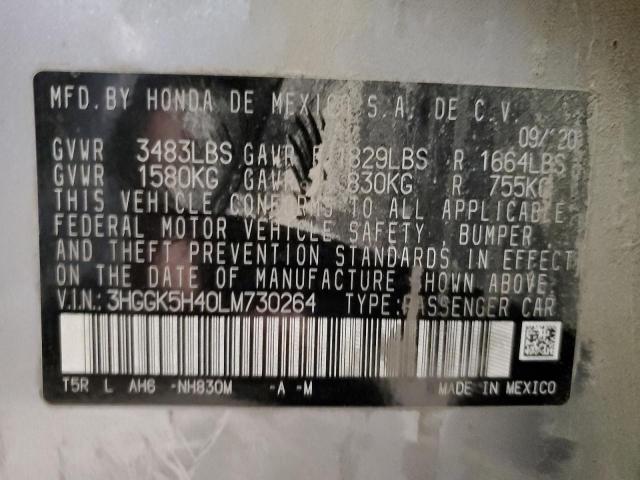 MFD. BY HONDA DE MEXICO S.A. DE C.V.
09/20
GVWR 3483LBS GAWR 829LBS R 1664LBS
GVWR 1580KG 830KG R 755KG
THIS VEHICLE CONFORMS TO ALL APPLICABLE
FEDERAL MOTOR VEHICLE SAFETY, BUMPER
AND THEFT PREVENTION STANDARDS IN EFFECT
ON THE DATE OF MANUFACTURE SHOWN ABOVE.
V.I.N.: 3HGGK5H40LM730264 TYPE: PASSENGER CAR
T5R L AH6 -NH830M -A -M MADE IN MEXICO